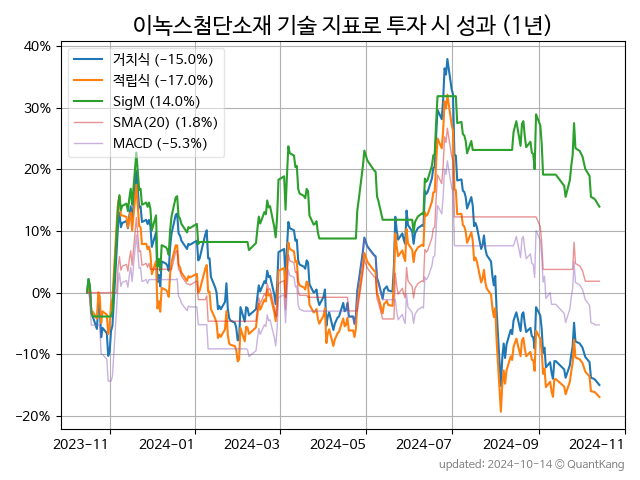 이녹스첨단소재 기술 지표로 투자 시 성과 (1년)
거치식 (−15.0%)
적립식 (−17.0%)
SigM (14.0%)
SMA(20) (1.8%)
MACD (−5.3%)
40%
30%
20%
10%
0%
−10%
−20%
2023-11 2024-01 2024-03 2024-05 2024-07 2024-09 2024-11
updated: 2024-10-14 © QuantKang